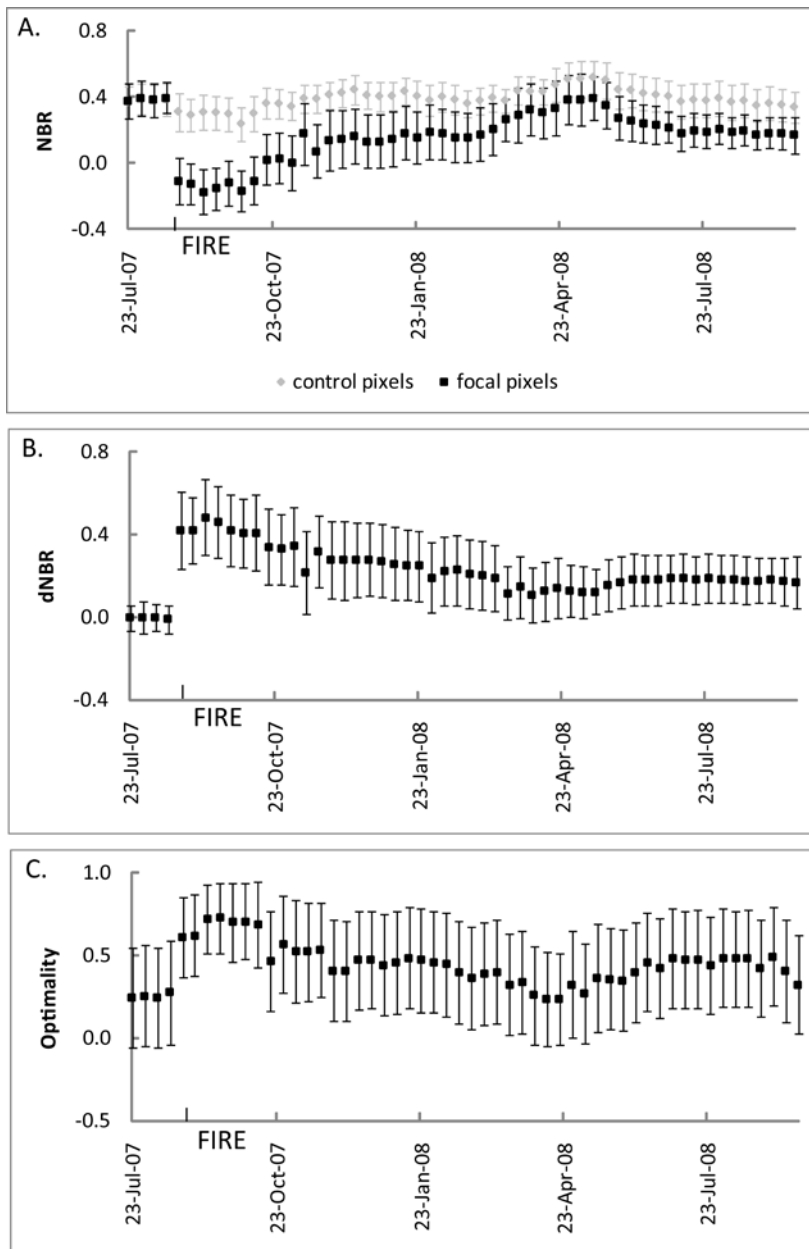 A.
0.8
0.4
0.0
-0.4
NBR
FIRE
23-Jul-07
23-Oct-07
23-Jan-08
23-Apr-08
23-Jul-08
control pixels
focal pixels
B.
0.8
0.4
0.0
-0.4
dNBR
FIRE
23-Jul-07
23-Oct-07
23-Jan-08
23-Apr-08
23-Jul-08
C.
1.0
0.5
0.0
-0.5
Optimality
FIRE
23-Jul-07
23-Oct-07
23-Jan-08
23-Apr-08
23-Jul-08